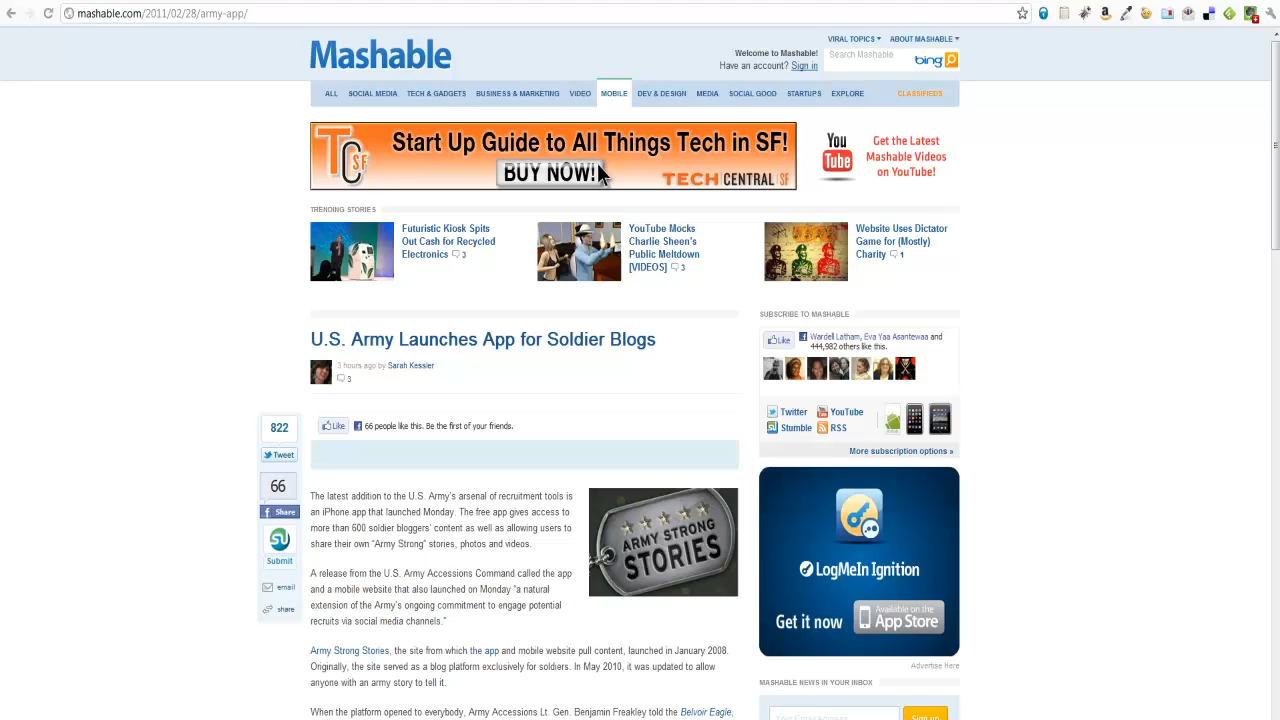 mashable.com/2011/02/28/army-app/
VIRAL TOPICS ABOUT MASHABLE
Mashable
Welcome to Mashable!
Have an account? Sign in
Search Mashable
bing
ALL SOCIAL MEDIA TECH & GADGETS BUSINESS & MARKETING VIDEO MOBILE DEV & DESIGN MEDIA SOCIAL GOOD STARTUPS EXPLORE CLASSIFIEDS
TC SF
Start Up Guide to All Things Tech in SF!
BUY NOW!
TECH CENTRAL SF
You Tube
Get the Latest
Mashable Videos
on YouTube!
TRENDING STORIES
Futuristic Kiosk Spits
Out Cash for Recycled
Electronics 3
YouTube Mocks
Charlie Sheen's
Public Meltdown
[VIDEOS] 3
Website Uses Dictator
Game for (Mostly)
Charity 1
U.S. Army Launches App for Soldier Blogs
3 hours ago by Sarah Kessler
3
822
Tweet
66
Share
Submit
email
share
Like 66 people like this. Be the first of your friends.
The latest addition to the U.S. Army's arsenal of recruitment tools is
an iPhone app that launched Monday. The free app gives access to
more than 600 soldier bloggers' content as well as allowing users to
share their own "Army Strong" stories, photos and videos.
ARMY STRONG
STORIES
A release from the U.S. Army Accessions Command called the app
and a mobile website that also launched on Monday "a natural
extension of the Army's ongoing commitment to engage potential
recruits via social media channels."
Army Strong Stories, the site from which the app and mobile website pull content, launched in January 2008.
Originally, the site served as a blog platform exclusively for soldiers. In May 2010, it was updated to allow
anyone with an army story to tell it.
When the platform opened to everybody, Army Accessions Lt. Gen. Benjamin Freakley told the Belvoir Eagle,
SUBSCRIBE TO MASHABLE
Like Wardell Latham, Eva Yaa Asantewaa and
444,982 others like this.
Twitter YouTube
Stumble RSS
More subscription options »
LogMeIn Ignition
Get it now
Available on the
App Store
Advertise Here
MASHABLE NEWS IN YOUR INBOX
Your Email Address
Sign up